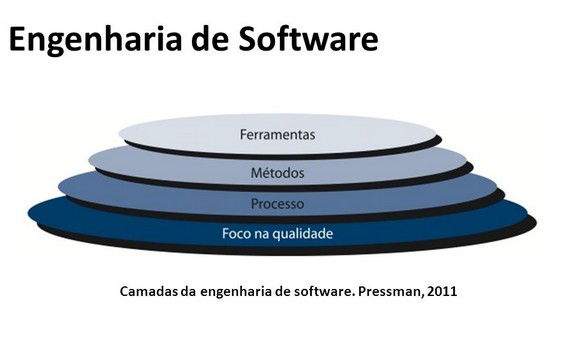 Engenharia de Software
Ferramentas
Métodos
Processo
Foco na qualidade
Camadas da engenharia de software. Pressman, 2011